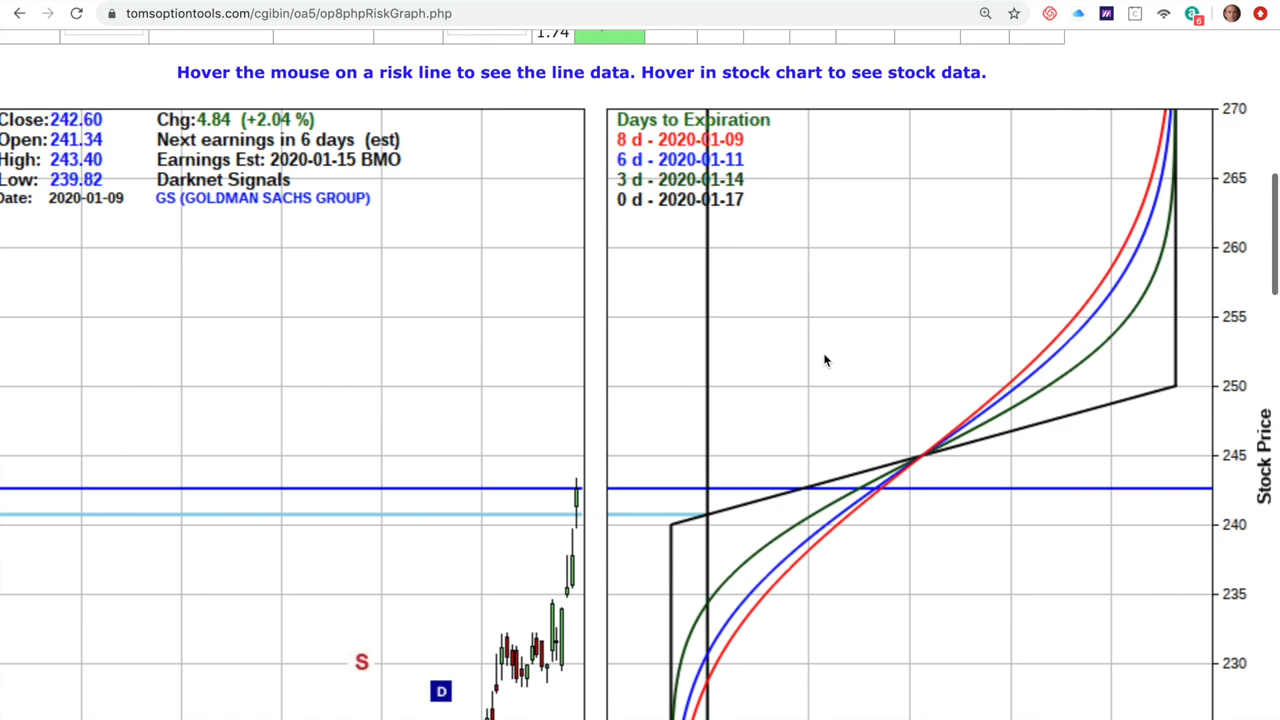 tomsoptiontools.com/cgibin/oa5/op8phpRiskGraph.php
6
1.74
Hover the mouse on a risk line to see the line data. Hover in stock chart to see stock data.
Close: 242.60 Chg: 4.84 (+2.04 %)
Open: 241.34 Next earnings in 6 days (est)
High: 243.40 Earnings Est: 2020-01-15 BMO
Low: 239.82 Darknet Signals
Date: 2020-01-09 GS (GOLDMAN SACHS GROUP)
Days to Expiration
8 d - 2020-01-09
6 d - 2020-01-11
3 d - 2020-01-14
0 d - 2020-01-17
270
265
260
255
250
245
240
235
230
Stock Price
S
D